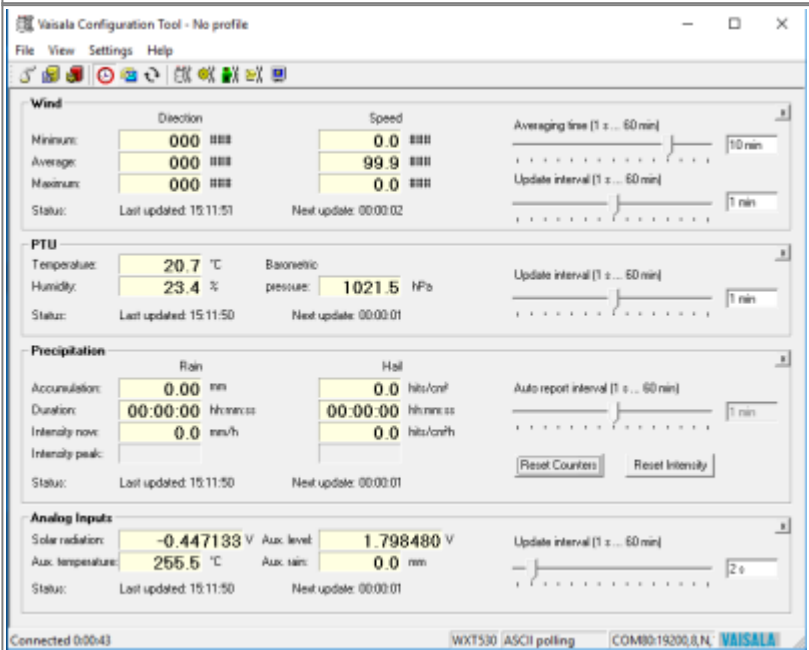 Vaisala Configuration Tool - No profile
File View Settings Help
Wind
Direction Speed
Averaging time (1 s ... 60 min)
Minimum: 000 ### 0.0 ###
10 min
Average: 000 ### 99.9 ###
Maximum: 000 ### 0.0 ###
Update interval (1 s ... 60 min)
1 min
Status: Last updated: 15:11:51 Next update: 00:00:02
PTU
Temperature: 20.7 °C Barometric
Humidity: 23.4 % pressure: 1021.5 hPa
Update interval (1 s ... 60 min)
1 min
Status: Last updated: 15:11:50 Next update: 00:00:01
Precipitation
Rain Hail
Accumulation: 0.00 mm 0.0 hits/cm²
Auto report interval (1 s ... 60 min)
Duration: 00:00:00 hh:mm:ss 00:00:00 hh:mm:ss
1 min
Intensity now: 0.0 mm/h 0.0 hits/cm²h
Intensity peak:
Reset Counters Reset Intensity
Status: Last updated: 15:11:50 Next update: 00:00:01
Analog Inputs
Solar radiation: -0.447133 V Aux. level: 1.798480 V
Update interval (1 s ... 60 min)
Aux. temperature: 255.5 °C Aux. rain: 0.0 mm
2 s
Status: Last updated: 15:11:50 Next update: 00:00:01
Connected 0:00:43 WXT530 ASCII polling COM80:19200,8,N, VAISALA